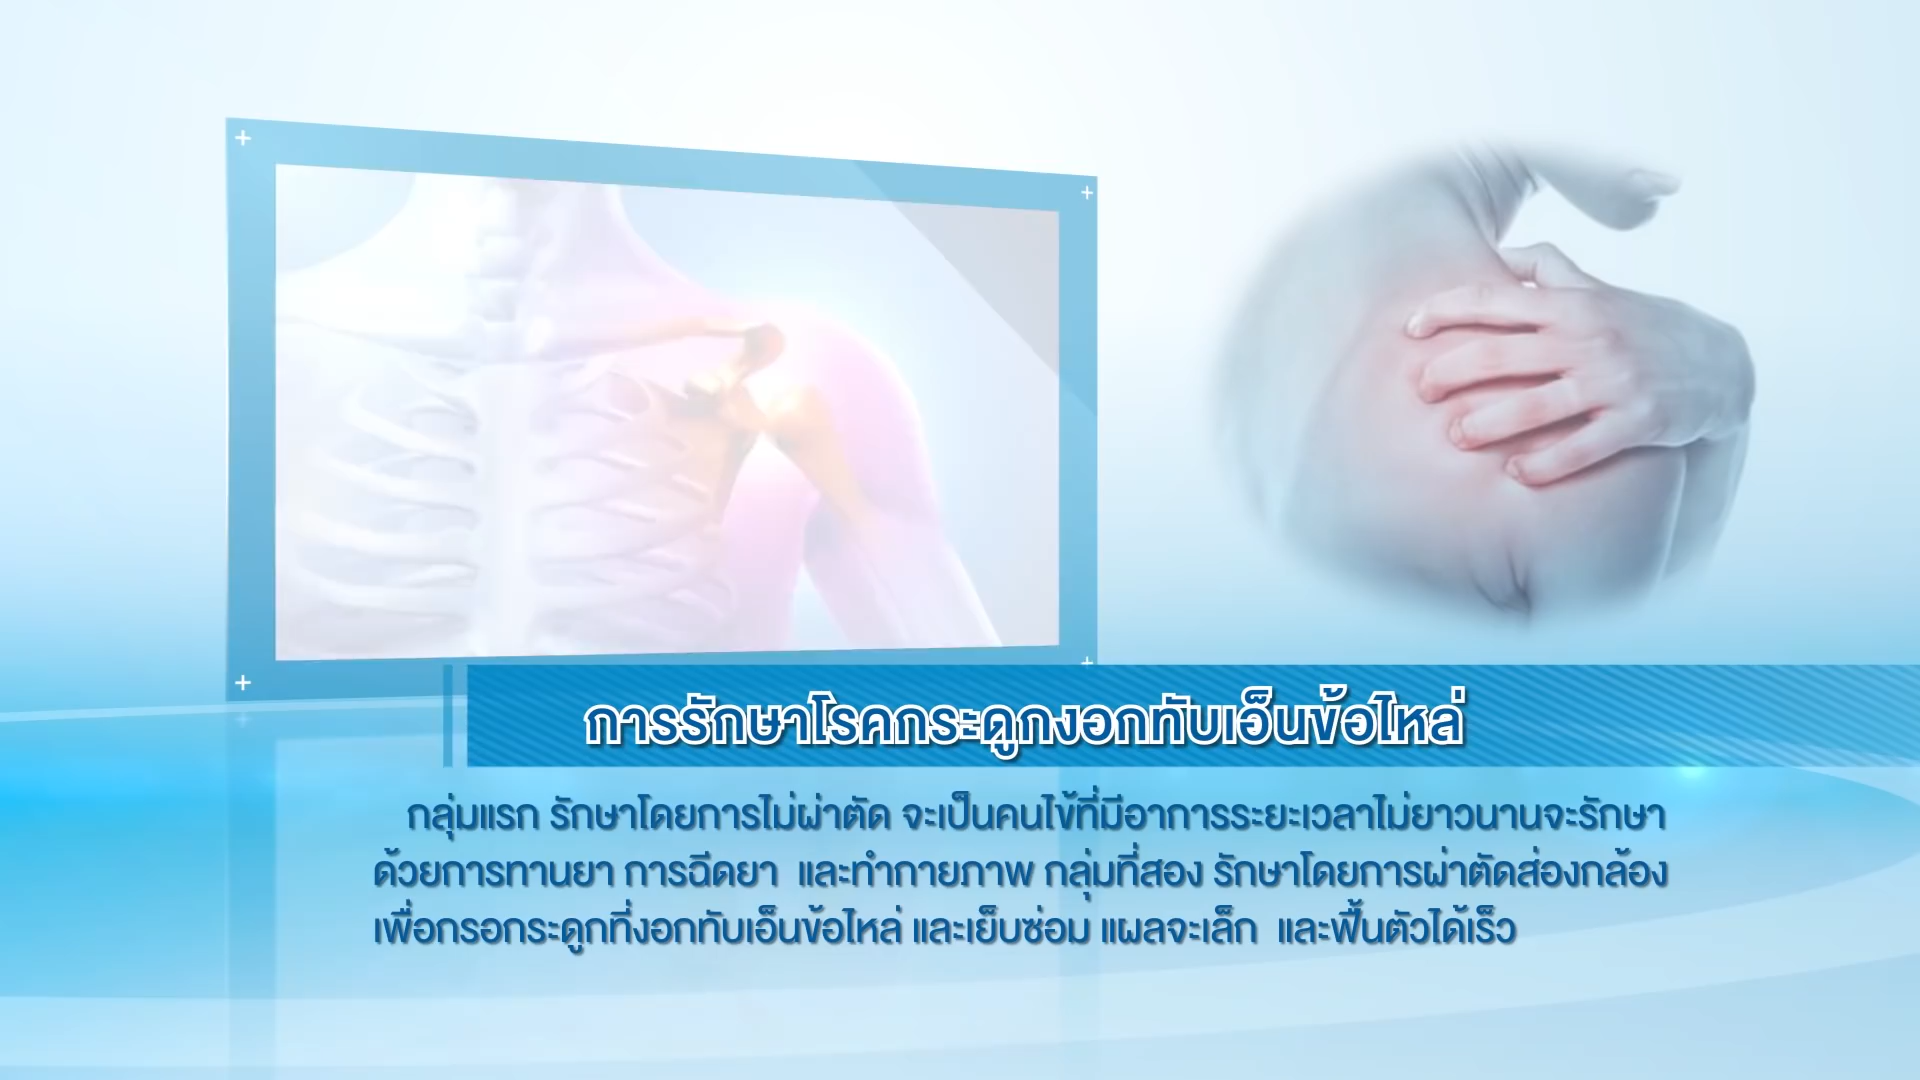 การรักษาโรคกระดูกงอกทับเอ็นข้อไหล่
กลุ่มแรก รักษาโดยการไม่ผ่าตัด จะเป็นคนไข้ที่มีอาการระยะเวลาไม่ยาวนานจะรักษา
ด้วยการทานยา การฉีดยา และทำกายภาพ กลุ่มที่สอง รักษาโดยการผ่าตัดส่องกล้อง
เพื่อกรอกระดูกที่งอกทับเอ็นข้อไหล่ และเย็บซ่อม แผลจะเล็ก และฟื้นตัวได้เร็ว